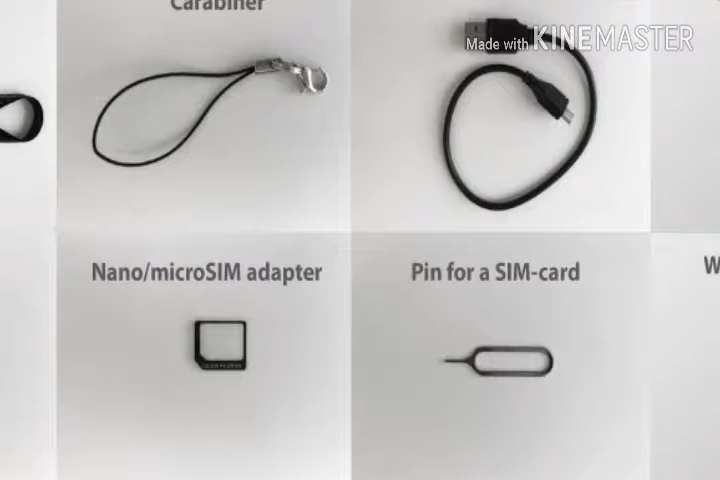 Carabiner
Made with KINEMASTER
Nano/microSIM adapter
Pin for a SIM-card
W